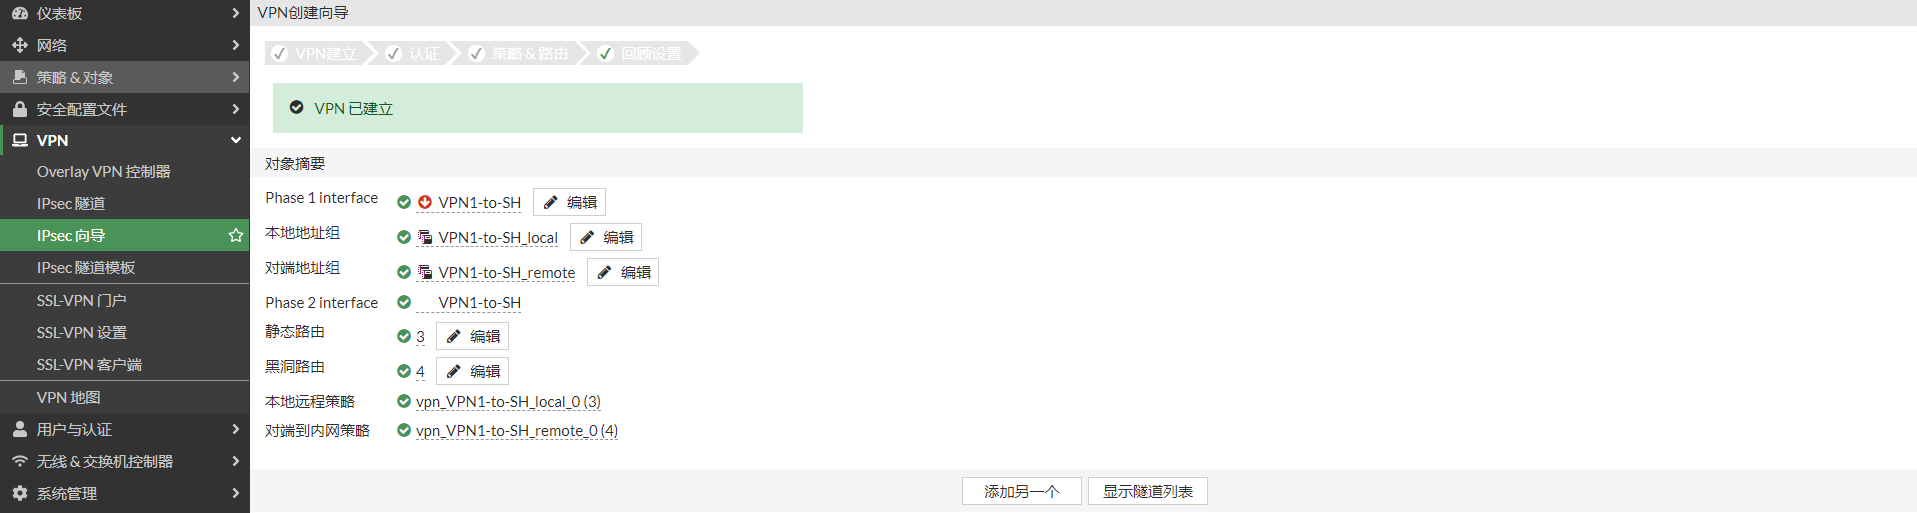 仪表板
网络
策略 & 对象
安全配置文件
VPN
Overlay VPN 控制器
IPsec 隧道
IPsec 向导
IPsec 隧道模板
SSL-VPN 门户
SSL-VPN 设置
SSL-VPN 客户端
VPN 地图
用户与认证
无线 & 交换机控制器
系统管理
VPN创建向导
VPN建立 认证 策略 & 路由 回顾设置
VPN 已建立
对象摘要
Phase 1 interface VPN1-to-SH 编辑
本地地址组 VPN1-to-SH_local 编辑
对端地址组 VPN1-to-SH_remote 编辑
Phase 2 interface VPN1-to-SH
静态路由 3 编辑
黑洞路由 4 编辑
本地远程策略 vpn_VPN1-to-SH_local_0 (3)
对端到内网策略 vpn_VPN1-to-SH_remote_0 (4)
添加另一个 显示隧道列表